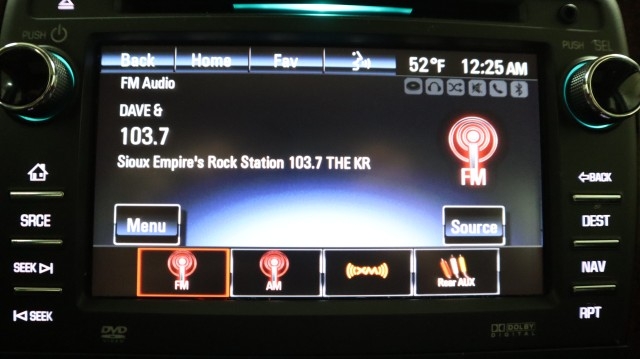 PUSH
PUSH SEL
Back Home Fav
52°F 12:25 AM
FM Audio
DAVE &
103.7
Sioux Empire's Rock Station 103.7 THE KR
FM
BACK
SRCE
Menu
Source
DEST
SEEK
FM
AM
XM
Rear AUX
NAV
SEEK
RPT
DVD
DOLBY
DIGITAL